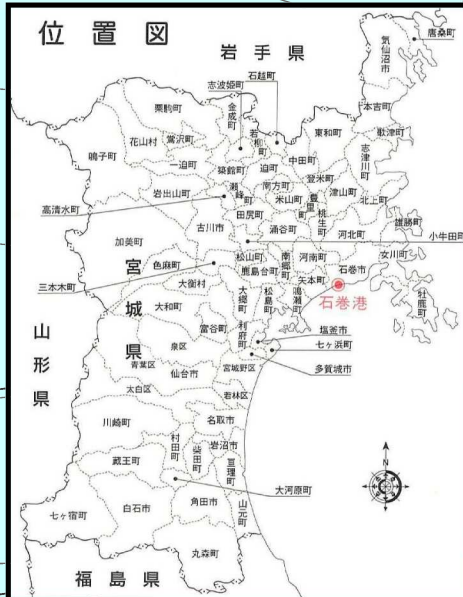 位置図
岩手県
唐桑町
気仙沼市
石越町
志波姫町
栗駒町
金成町
若柳町
本吉町
花山村
鶯沢町
東和町
歌津町
鳴子町
一迫町
築館町
迫町
中田町
志津川町
瀬峰町
南方町
登米町
岩出山町
米山町
豊里町
津山町
北上町
高清水町
田尻町
桃生町
雄勝町
古川市
涌谷町
河北町
小牛田町
加美町
松山町
南郷町
河南町
女川町
色麻町
鹿島台町
石巻市
三本木町
宮城県
大衡村
矢本町
牡鹿町
大郷町
松島町
鳴瀬町
石巻港
大和町
山形県
富谷町
利府町
塩釜市
泉区
七ヶ浜町
青葉区
仙台市
宮城野区
多賀城市
太白区
若林区
名取市
川崎町
村田町
柴田町
岩沼市
蔵王町
亘理町
N
大河原町
七ヶ宿町
白石市
角田市
山元町
丸森町
福島県